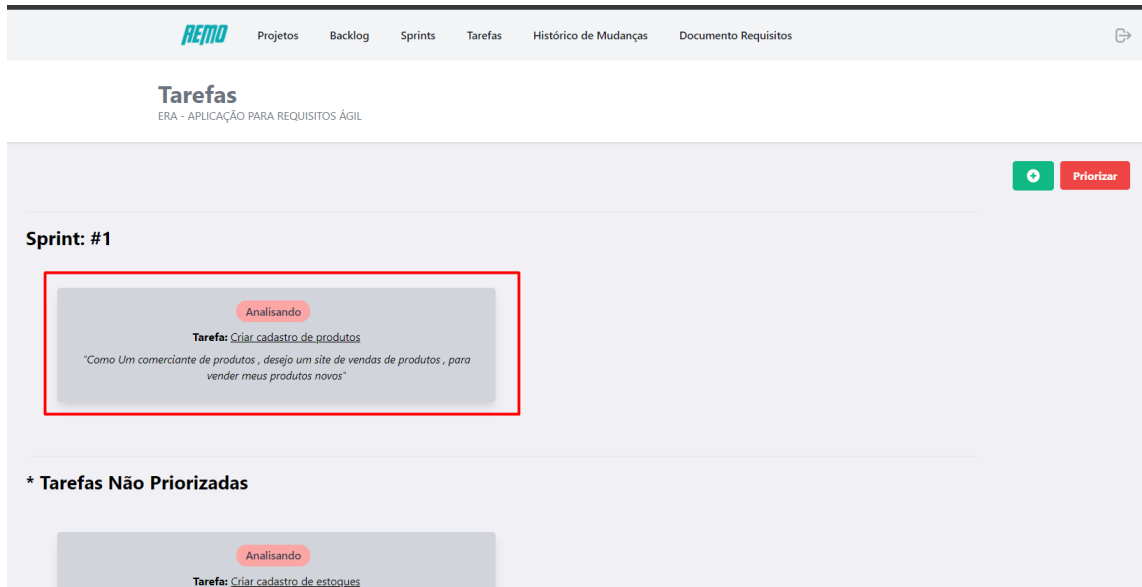 REMO Projetos Backlog Sprints Tarefas Histórico de Mudanças Documento Requisitos
Tarefas
ERA - APLICAÇÃO PARA REQUISITOS ÁGIL
Priorizar
Sprint: #1
Analisando
Tarefa: Criar cadastro de produtos
"Como Um comerciante de produtos , desejo um site de vendas de produtos , para
vender meus produtos novos"
* Tarefas Não Priorizadas
Analisando
Tarefa: Criar cadastro de estoques